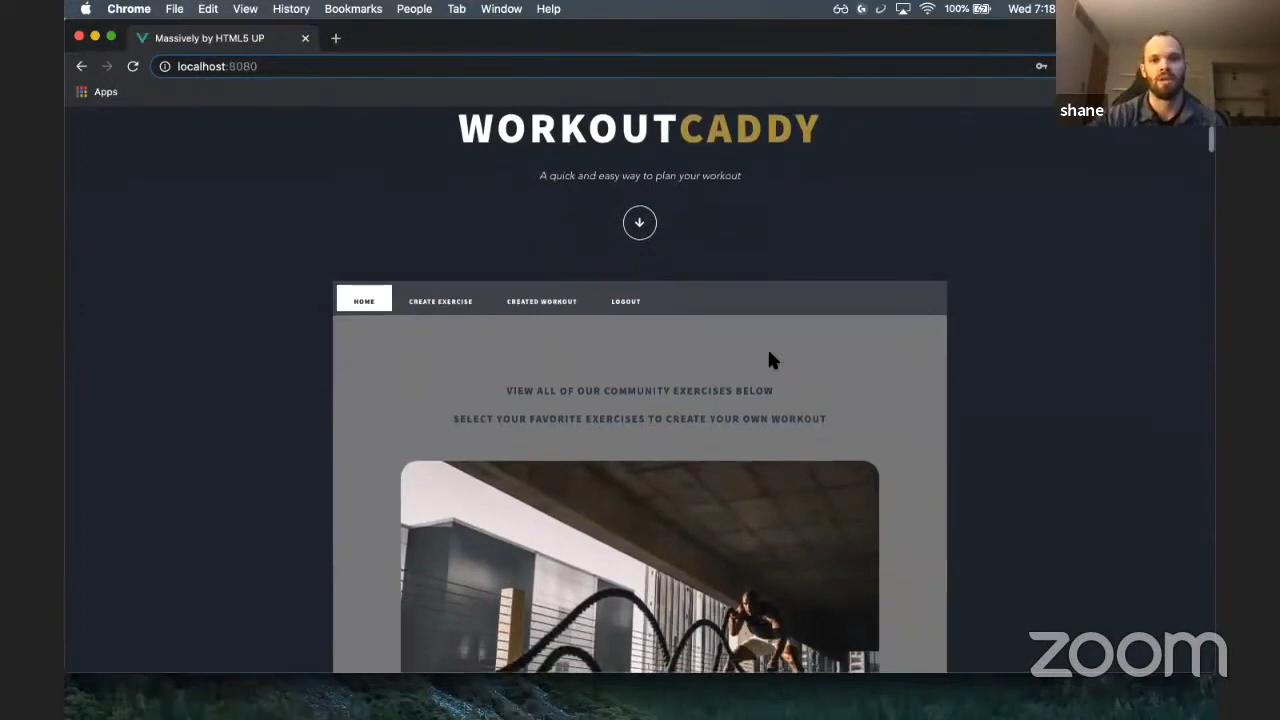 Chrome File Edit View History Bookmarks People Tab Window Help 100% Wed 7:18
Massively by HTML5 UP
localhost:8080
Apps
shane
WORKOUTCADDY
A quick and easy way to plan your workout
HOME CREATE EXERCISE CREATED WORKOUT LOGOUT
VIEW ALL OF OUR COMMUNITY EXERCISES BELOW
SELECT YOUR FAVORITE EXERCISES TO CREATE YOUR OWN WORKOUT
zoom